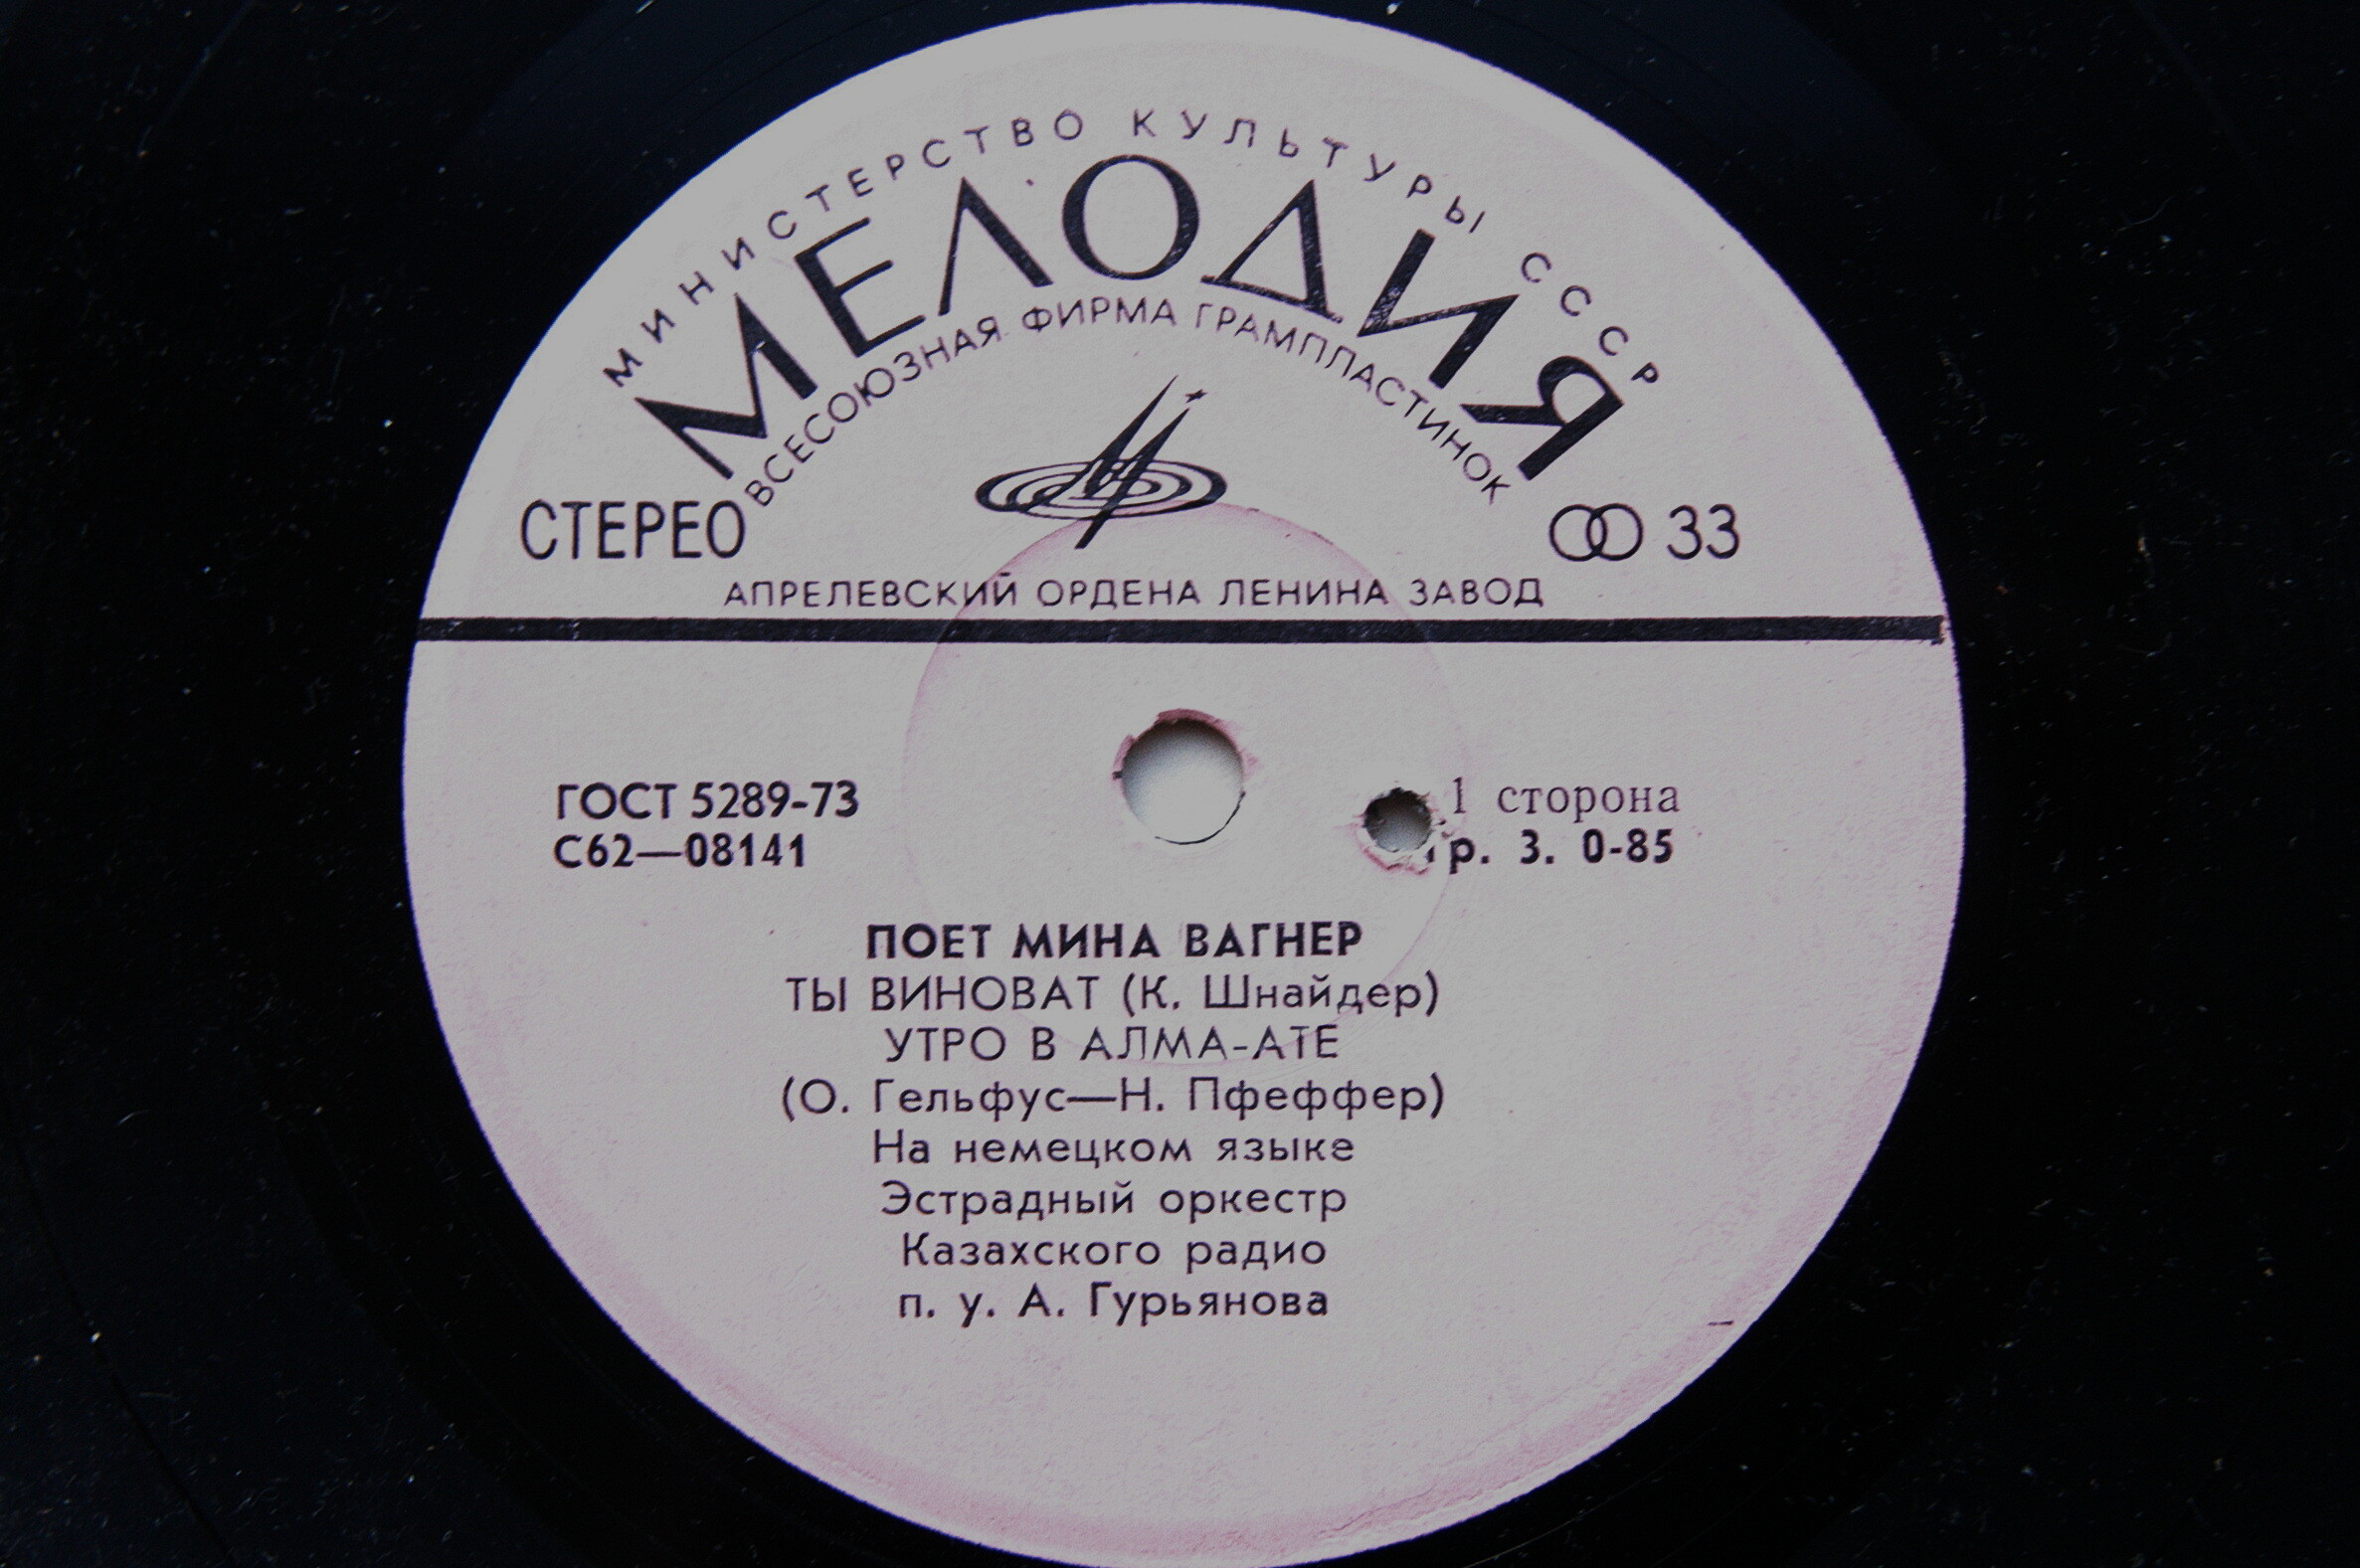 МИНИСТЕРСТВО КУЛЬТУРЫ СССР
МЕЛОДИЯ
ВСЕСОЮЗНАЯ ФИРМА ГРАМПЛАСТИНОК
СТЕРЕО
33
АПРЕЛЕВСКИЙ ОРДЕНА ЛЕНИНА ЗАВОД
ГОСТ 5289-73
С62—08141
1 сторона
р. 3. 0-85
ПОЕТ МИНА ВАГНЕР
ТЫ ВИНОВАТ (К. Шнайдер)
УТРО В АЛМА-АТЕ
(О. Гельфус—Н. Пфеффер)
На немецком языке
Эстрадный оркестр
Казахского радио
п. у. А. Гурьянова